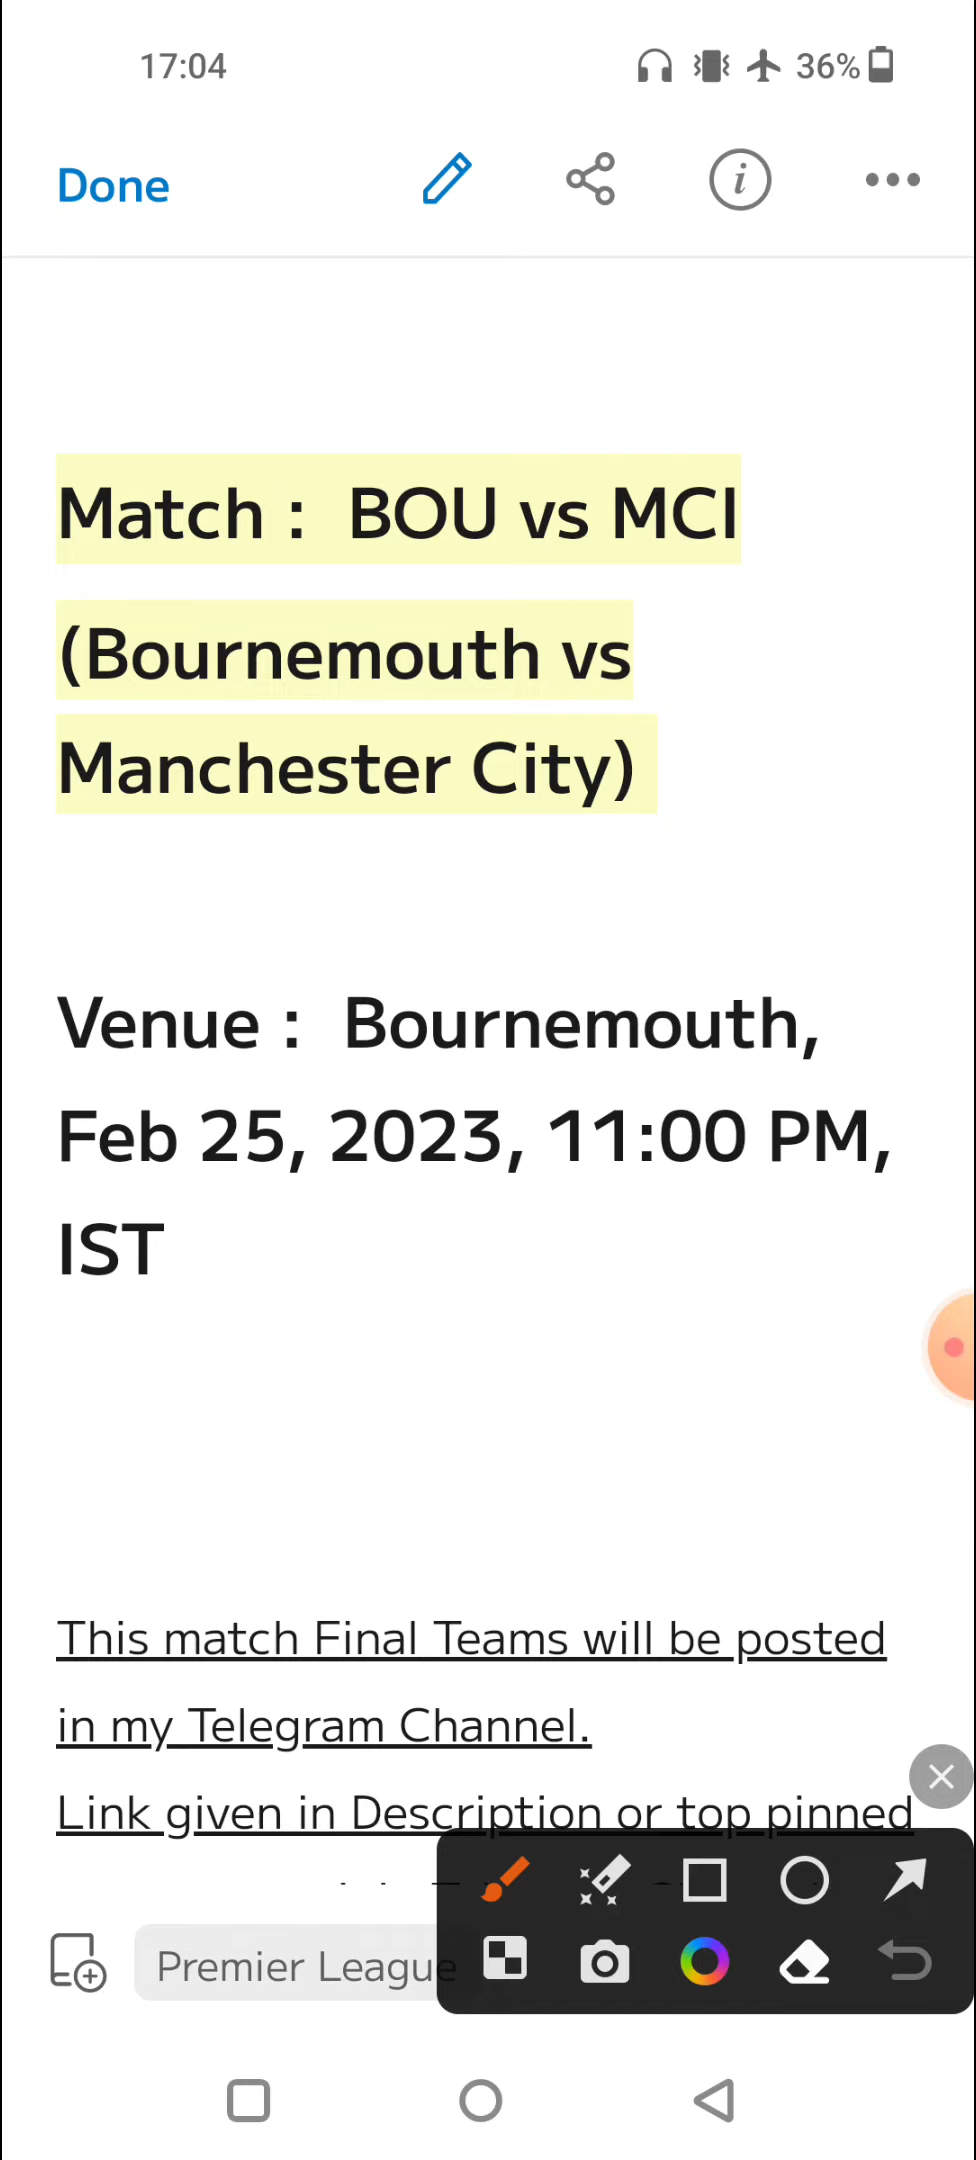 17:04
36%
Done
Match : BOU vs MCI
(Bournemouth vs
Manchester City)
Venue : Bournemouth,
Feb 25, 2023, 11:00 PM,
IST
This match Final Teams will be posted
in my Telegram Channel.
Link given in Description or top pinned
Premier League